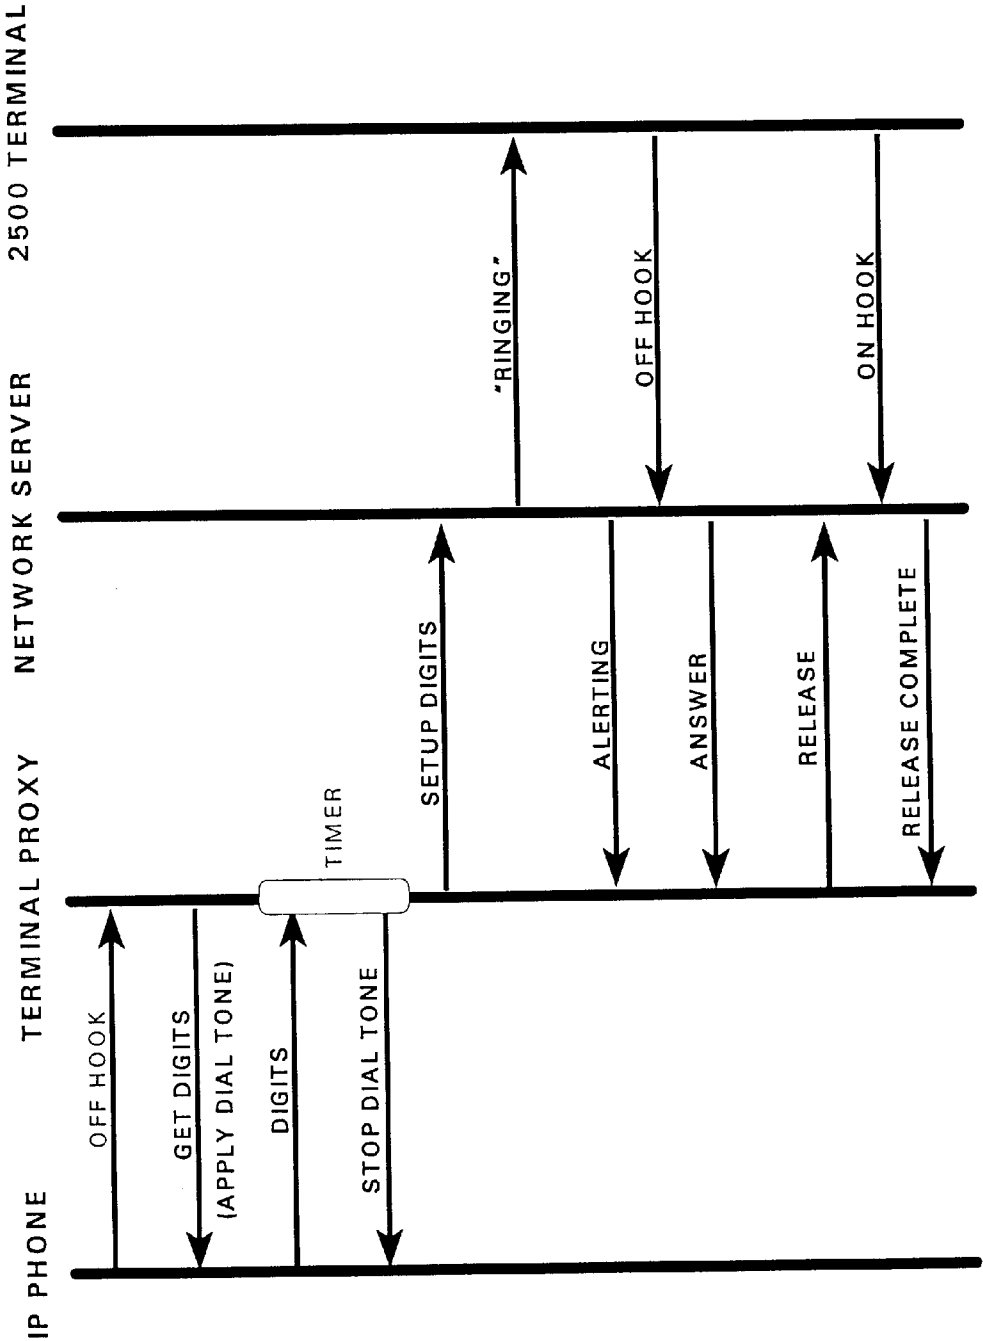 IP PHONE
TERMINAL PROXY
NETWORK SERVER
2500 TERMINAL
OFF HOOK
GET DIGITS
(APPLY DIAL TONE)
DIGITS
TIMER
STOP DIAL TONE
SETUP DIGITS
"RINGING"
ALERTING
OFF HOOK
ANSWER
RELEASE
ON HOOK
RELEASE COMPLETE